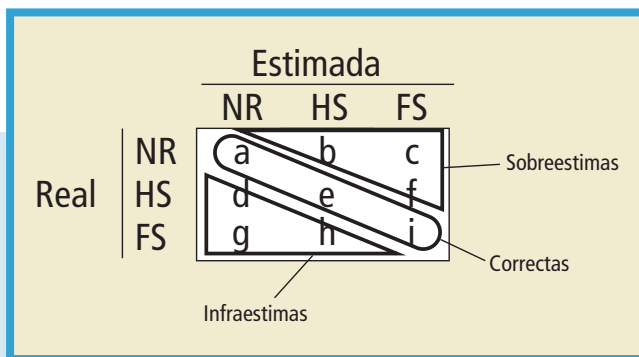 Estimada
NR HS FS
NR a b c
Sobreestimas
Real HS d e f
FS g h i
Correctas
Infraestimas